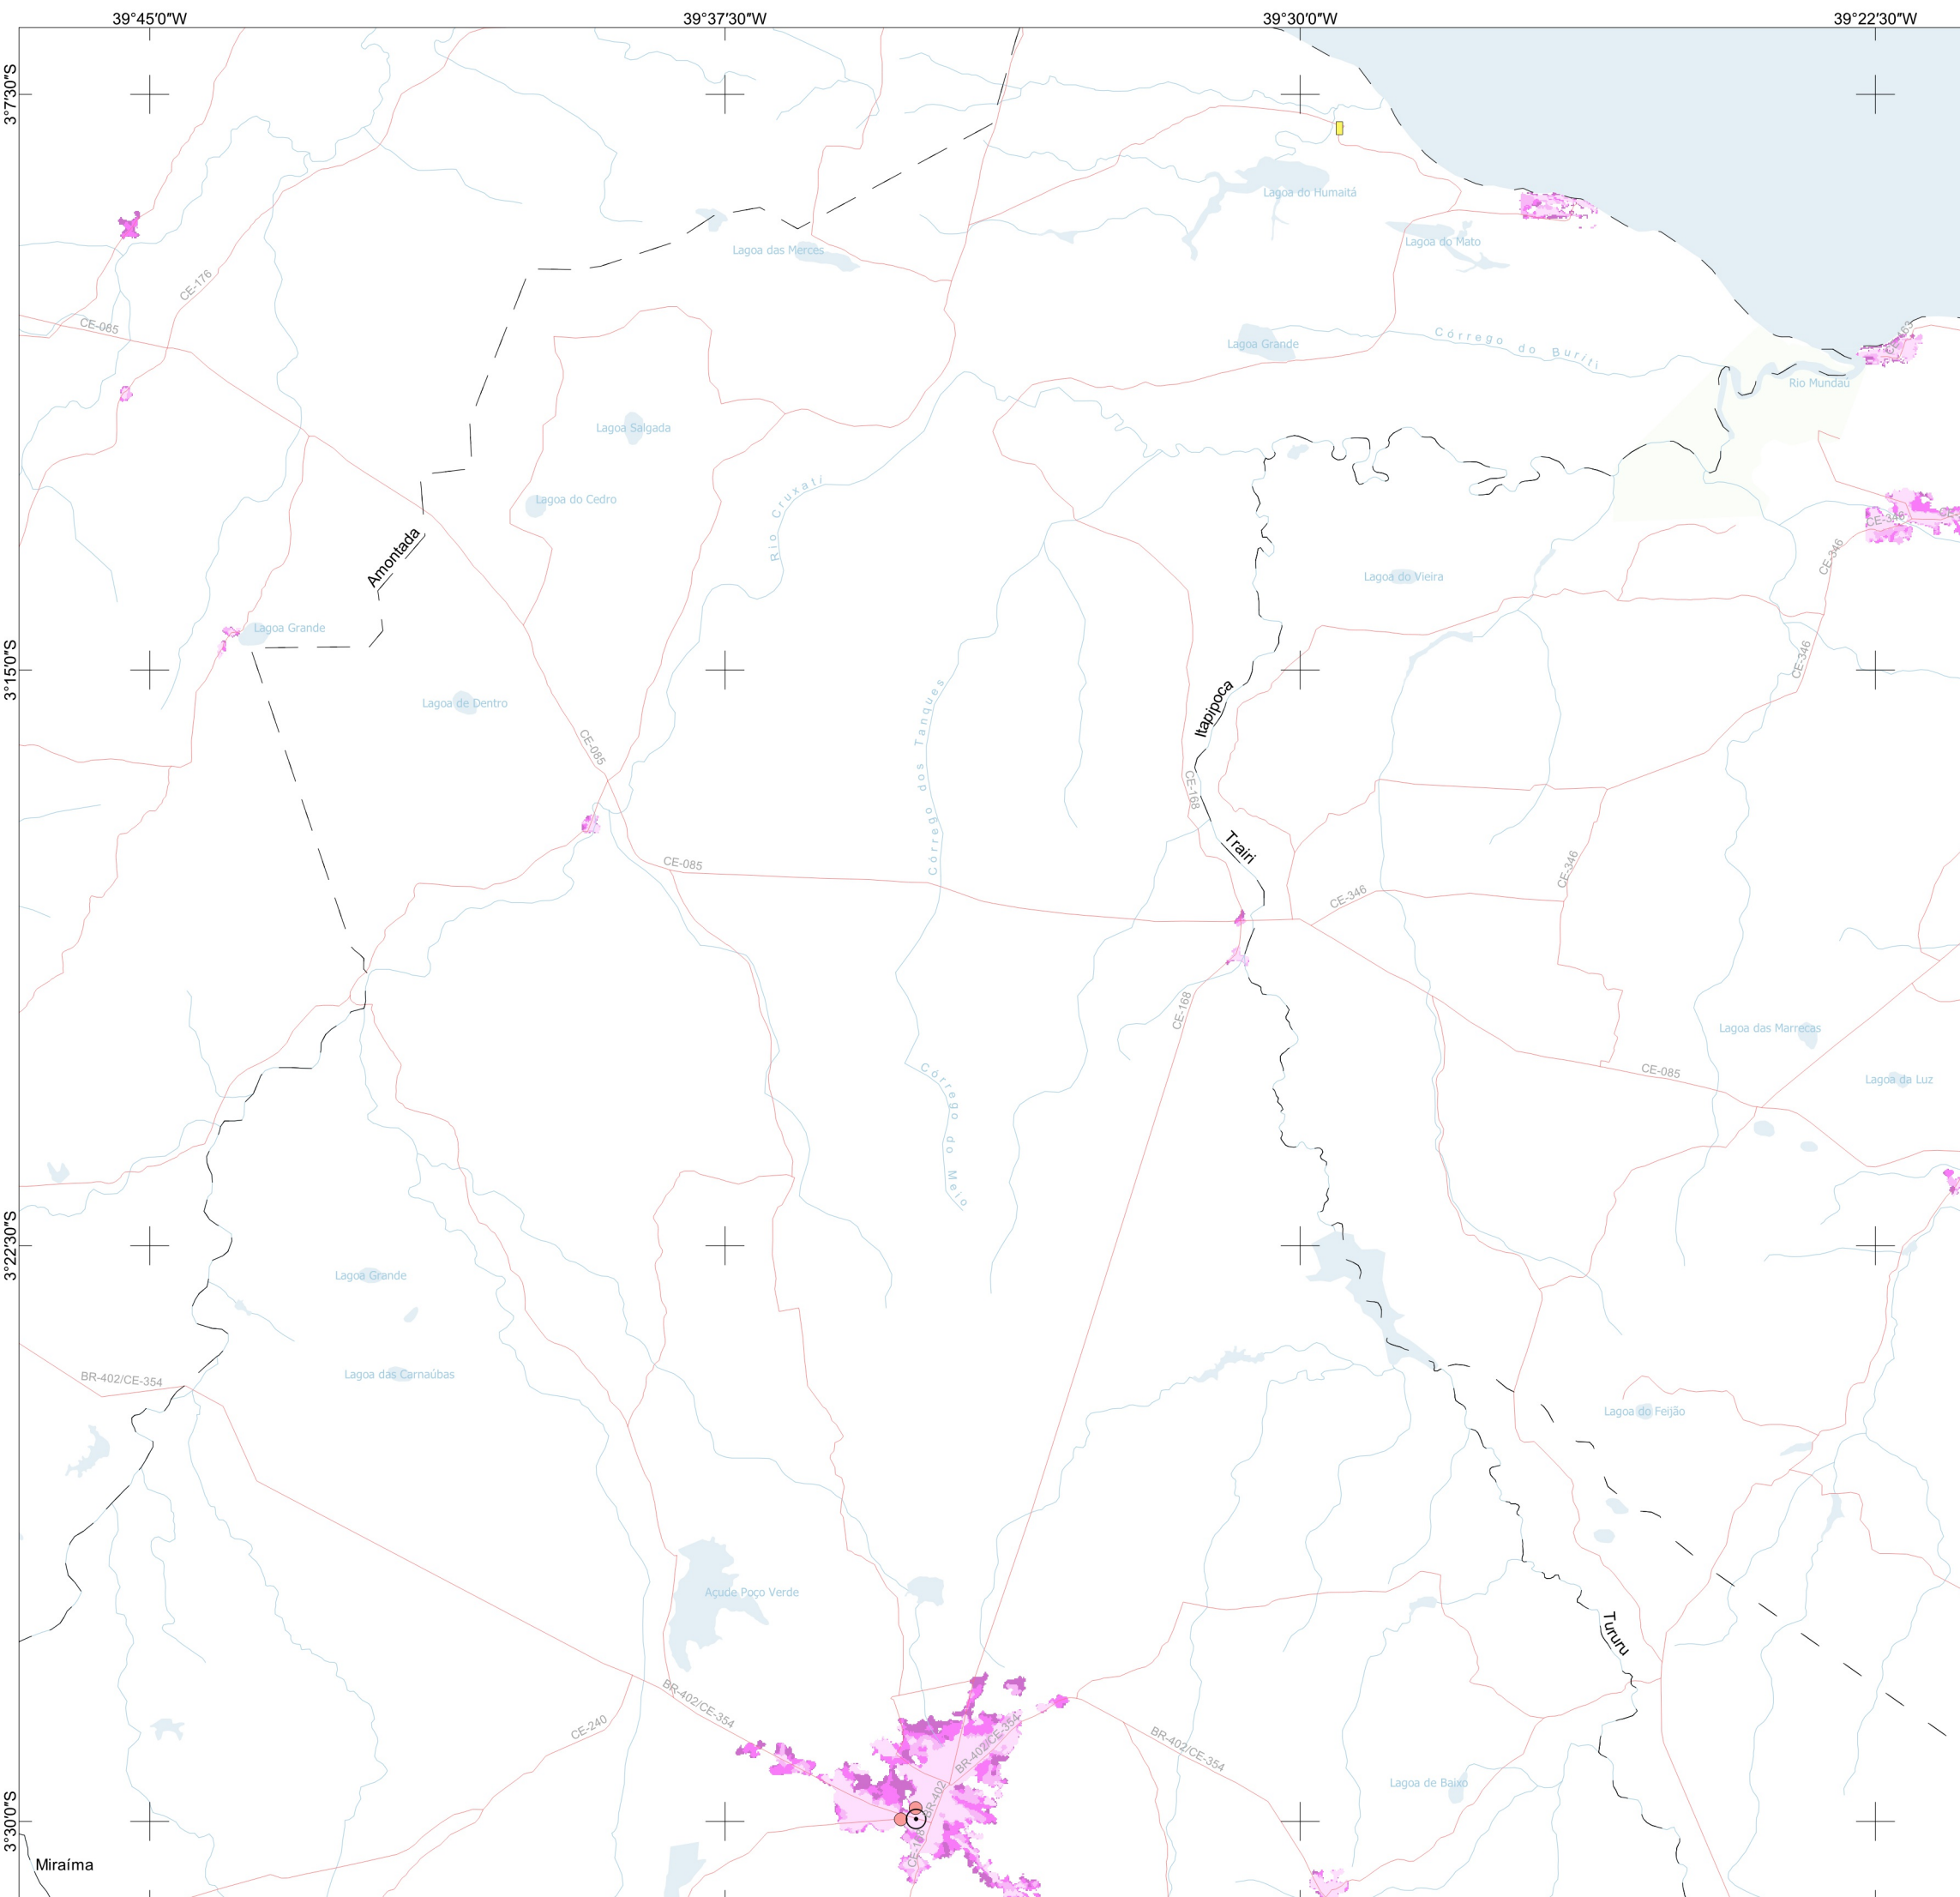 39°45'0"W
39°37'30"W
39°30'0"W
39°22'30"W
3°7'30"S
Lagoa do Humaitá
Lagoa das Merces
Lagoa do Mato
CE-176
CE-085
Lagoa Grande
Córrego do Buriti
Rio Mundaú
Lagoa Salgada
Rio Cruxati
Lagoa do Cedro
CE-346
CE-346
Amontada
Lagoa do Vieira
Lagoa Grande
3°15'0"S
CE-346
Lagoa de Dentro
Itapipoca
Córrego dos Tanques
CE-085
CE-168
Trairi
CE-085
CE-346
CE-346
CE-168
Lagoa das Marrecas
CE-085
Lagoa da Luz
Córrego do Meio
3°22'30"S
Lagoa Grande
Lagoa das Carnaúbas
BR-402/CE-354
Lagoa do Feijão
Açude Poço Verde
Tururu
BR-402/CE-354
CE-240
BR-402/CE-354
BR-402/CE-354
Lagoa de Baixo
BR-402
3°30'0"S
Miraíma